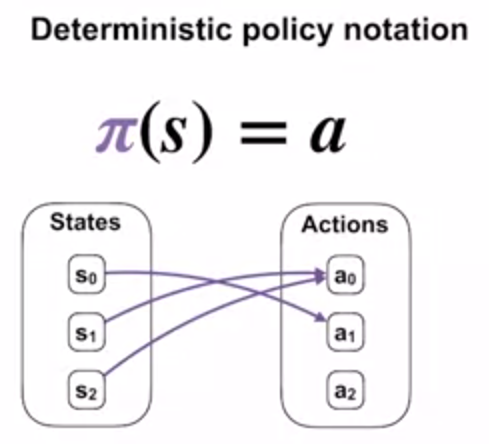 Deterministic policy notation
π(s) = a
States
Actions
s₀
a₀
s₁
a₁
s₂
a₂